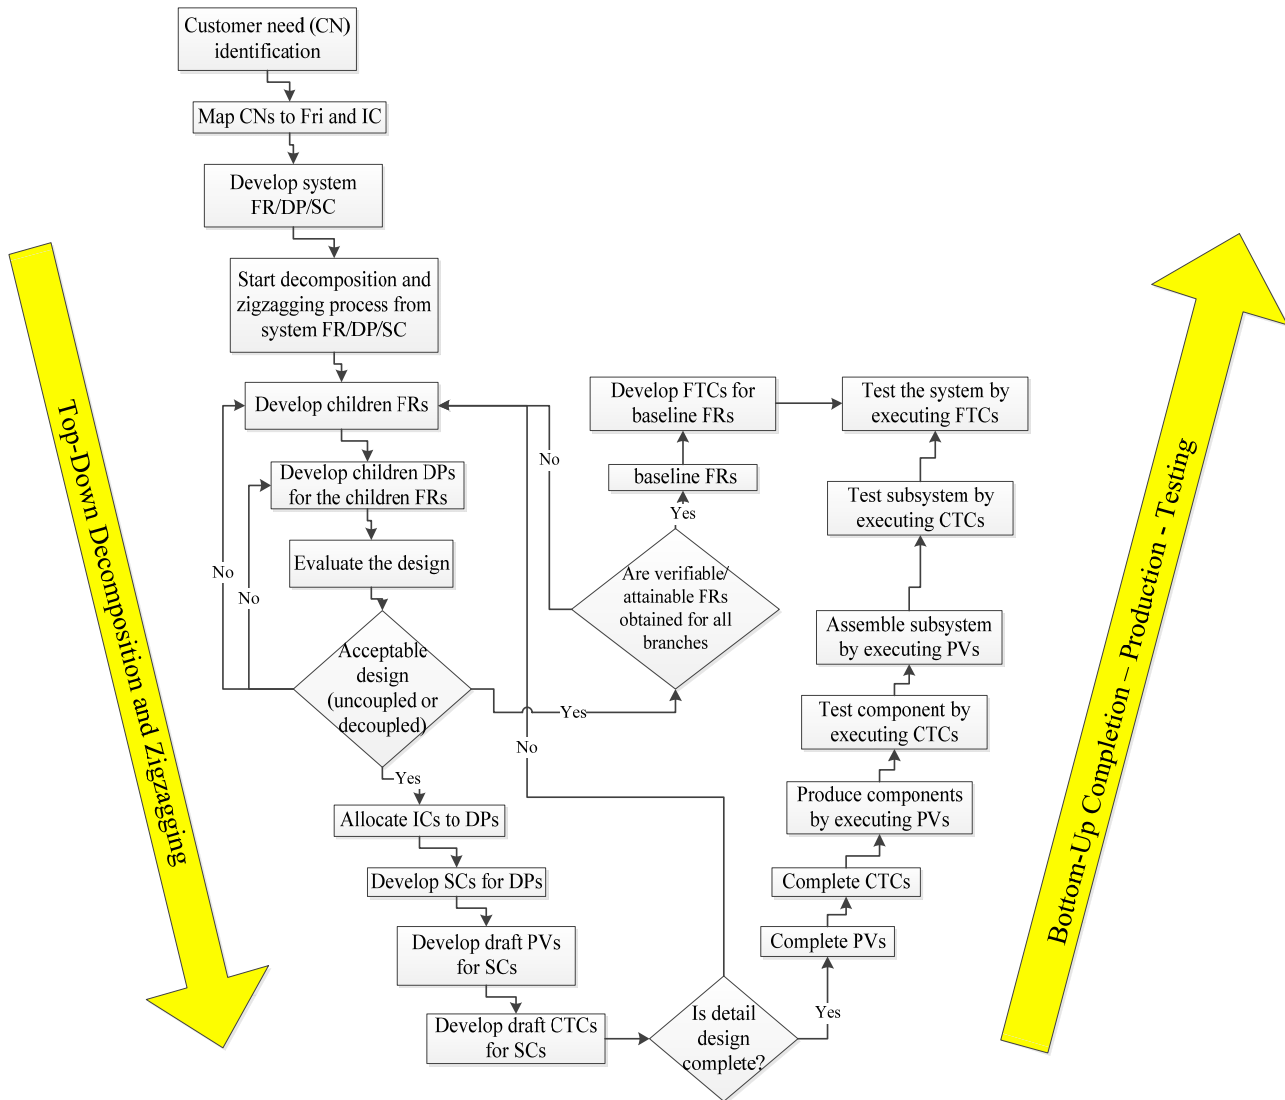 Customer need (CN)
identification
Map CNs to Fri and IC
Develop system
FR/DP/SC
Start decomposition and
zigzagging process from
system FR/DP/SC
Develop children FRs
Develop children DPs
for the children FRs
Evaluate the design
No
No
Acceptable
design
(uncoupled or
decoupled)
Yes
Yes
Allocate ICs to DPs
Develop SCs for DPs
Develop draft PVs
for SCs
Develop draft CTCs
for SCs
Is detail
design
complete?
No
Yes
Are verifiable/
attainable FRs
obtained for all
branches
No
Yes
baseline FRs
Develop FTCs for
baseline FRs
Test the system by
executing FTCs
Test subsystem by
executing CTCs
Assemble subsystem
by executing PVs
Test component by
executing CTCs
Produce components
by executing PVs
Complete CTCs
Complete PVs
Top-Down Decomposition and Zigzagging
Bottom-Up Completion – Production - Testing